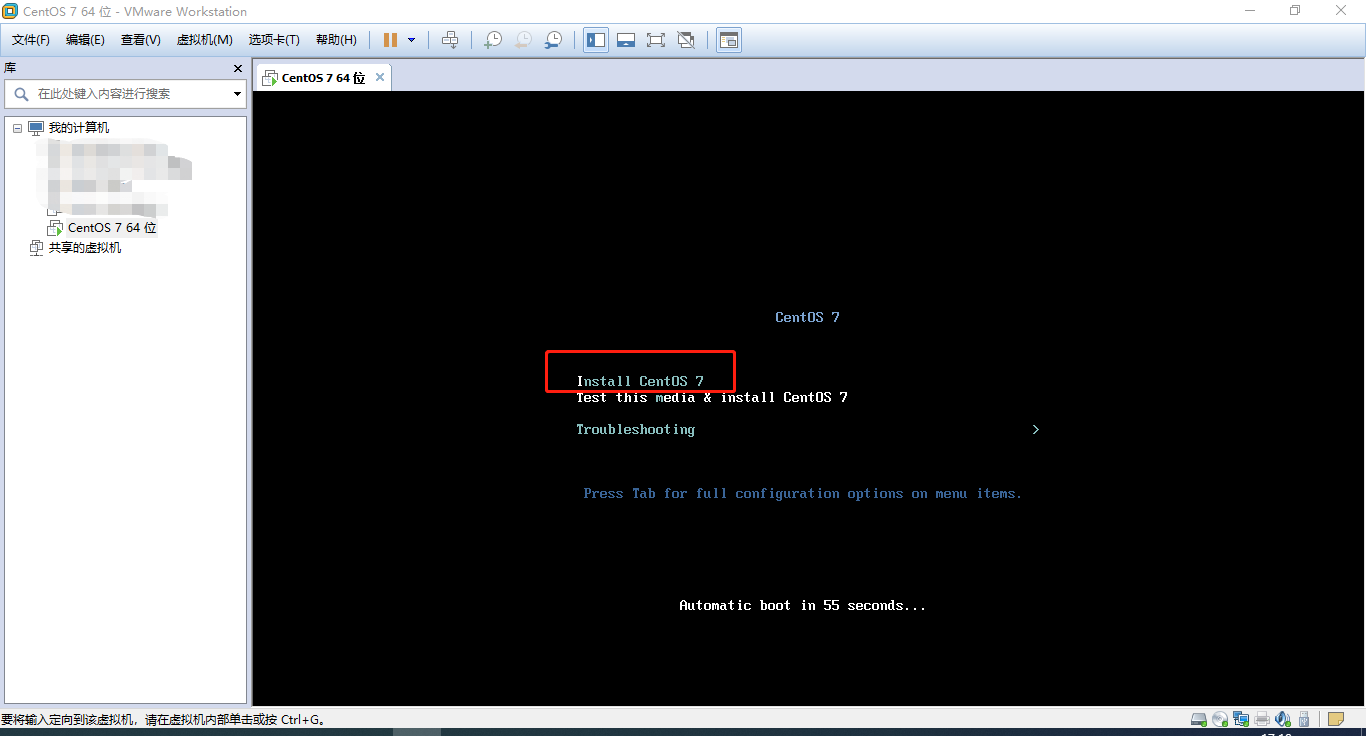 CentOS 7 64 位 - VMware Workstation
文件(F) 编辑(E) 查看(V) 虚拟机(M) 选项卡(T) 帮助(H)
库
CentOS 7 64 位
在此处键入内容进行搜索
我的计算机
CentOS 7 64 位
共享的虚拟机
CentOS 7
Install CentOS 7
Test this media & install CentOS 7
Troubleshooting >
Press Tab for full configuration options on menu items.
Automatic boot in 55 seconds...
要将输入定向到该虚拟机，请在虚拟机内部单击或按 Ctrl+G。